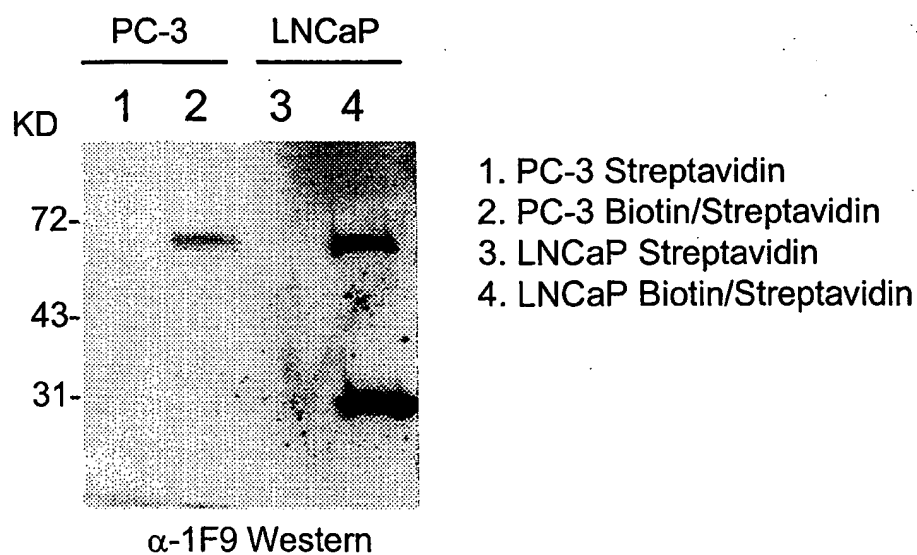 PC-3 LNCaP
1 2 3 4
KD
72-
43-
31-
1. PC-3 Streptavidin
2. PC-3 Biotin/Streptavidin
3. LNCaP Streptavidin
4. LNCaP Biotin/Streptavidin
α-1F9 Western